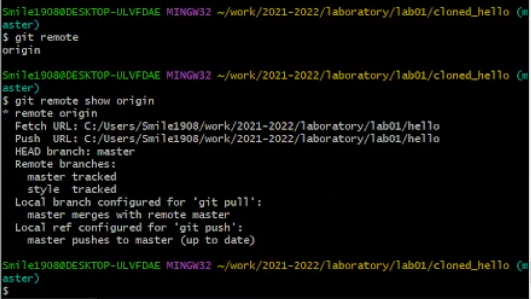 Smile1908@DESKTOP-ULVFDAE MINGW32 ~/work/2021-2022/laboratory/lab01/cloned_hello (m
aster)
$ git remote
origin
Smile1908@DESKTOP-ULVFDAE MINGW32 ~/work/2021-2022/laboratory/lab01/cloned_hello (m
aster)
$ git remote show origin
* remote origin
  Fetch URL: C:/Users/Smile1908/work/2021-2022/laboratory/lab01/hello
  Push  URL: C:/Users/Smile1908/work/2021-2022/laboratory/lab01/hello
  HEAD branch: master
  Remote branches:
    master tracked
    style  tracked
  Local branch configured for 'git pull':
    master merges with remote master
  Local ref configured for 'git push':
    master pushes to master (up to date)
Smile1908@DESKTOP-ULVFDAE MINGW32 ~/work/2021-2022/laboratory/lab01/cloned_hello (m
aster)
$